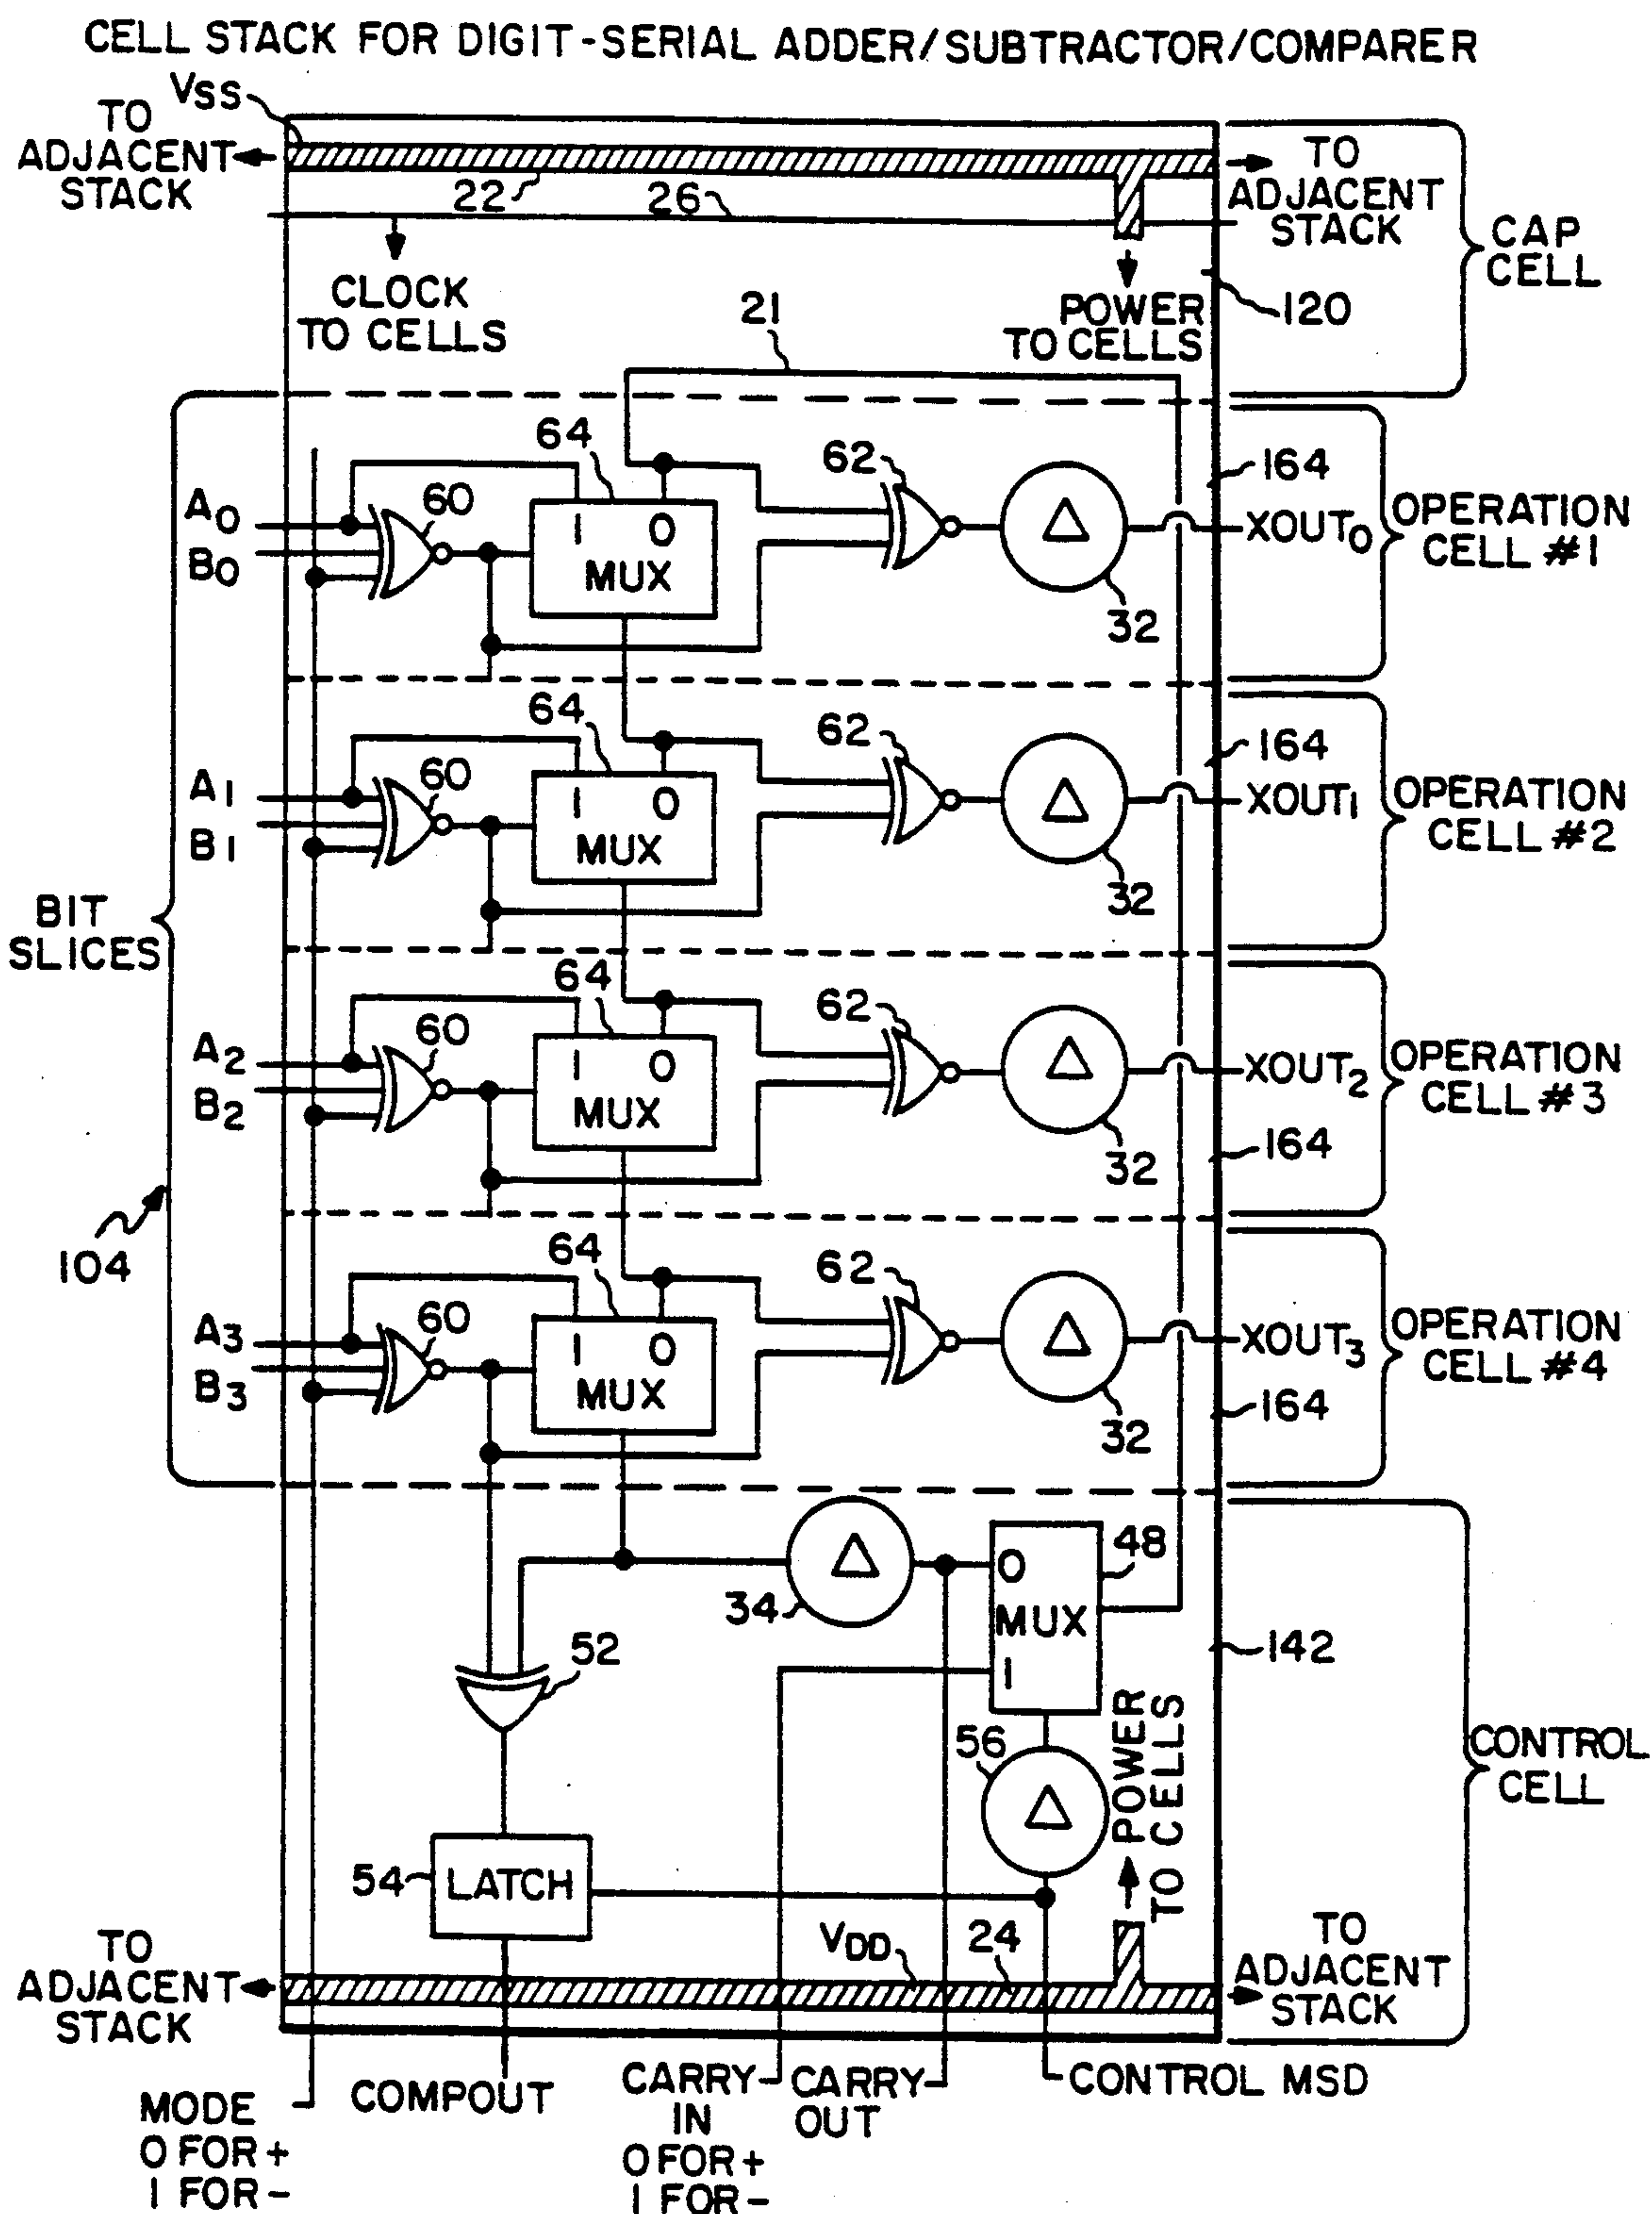 CELL STACK FOR DIGIT-SERIAL ADDER/SUBTRACTOR/COMPARER
VSS
TO
ADJACENT
STACK
22
26
TO
ADJACENT
STACK
CAP
CELL
CLOCK
TO CELLS
21
POWER
TO CELLS
120
64
62
164
A0
B0
60
1 0
MUX
Δ
32
XOUT0
OPERATION
CELL #1
64
62
164
A1
B1
60
1 0
MUX
Δ
32
XOUT1
OPERATION
CELL #2
BIT
SLICES
64
62
A2
B2
60
1 0
MUX
Δ
32
XOUT2
164
OPERATION
CELL #3
104
64
62
A3
B3
60
1 0
MUX
Δ
32
XOUT3
164
OPERATION
CELL #4
Δ
34
0
MUX
1
48
52
142
56
Δ
POWER
TO CELLS
CONTROL
CELL
54
LATCH
VDD
24
TO
ADJACENT
STACK
TO
ADJACENT
STACK
MODE
0 FOR +
1 FOR -
COMPOUT
CARRY
IN
0 FOR +
1 FOR -
CARRY
OUT
CONTROL MSD